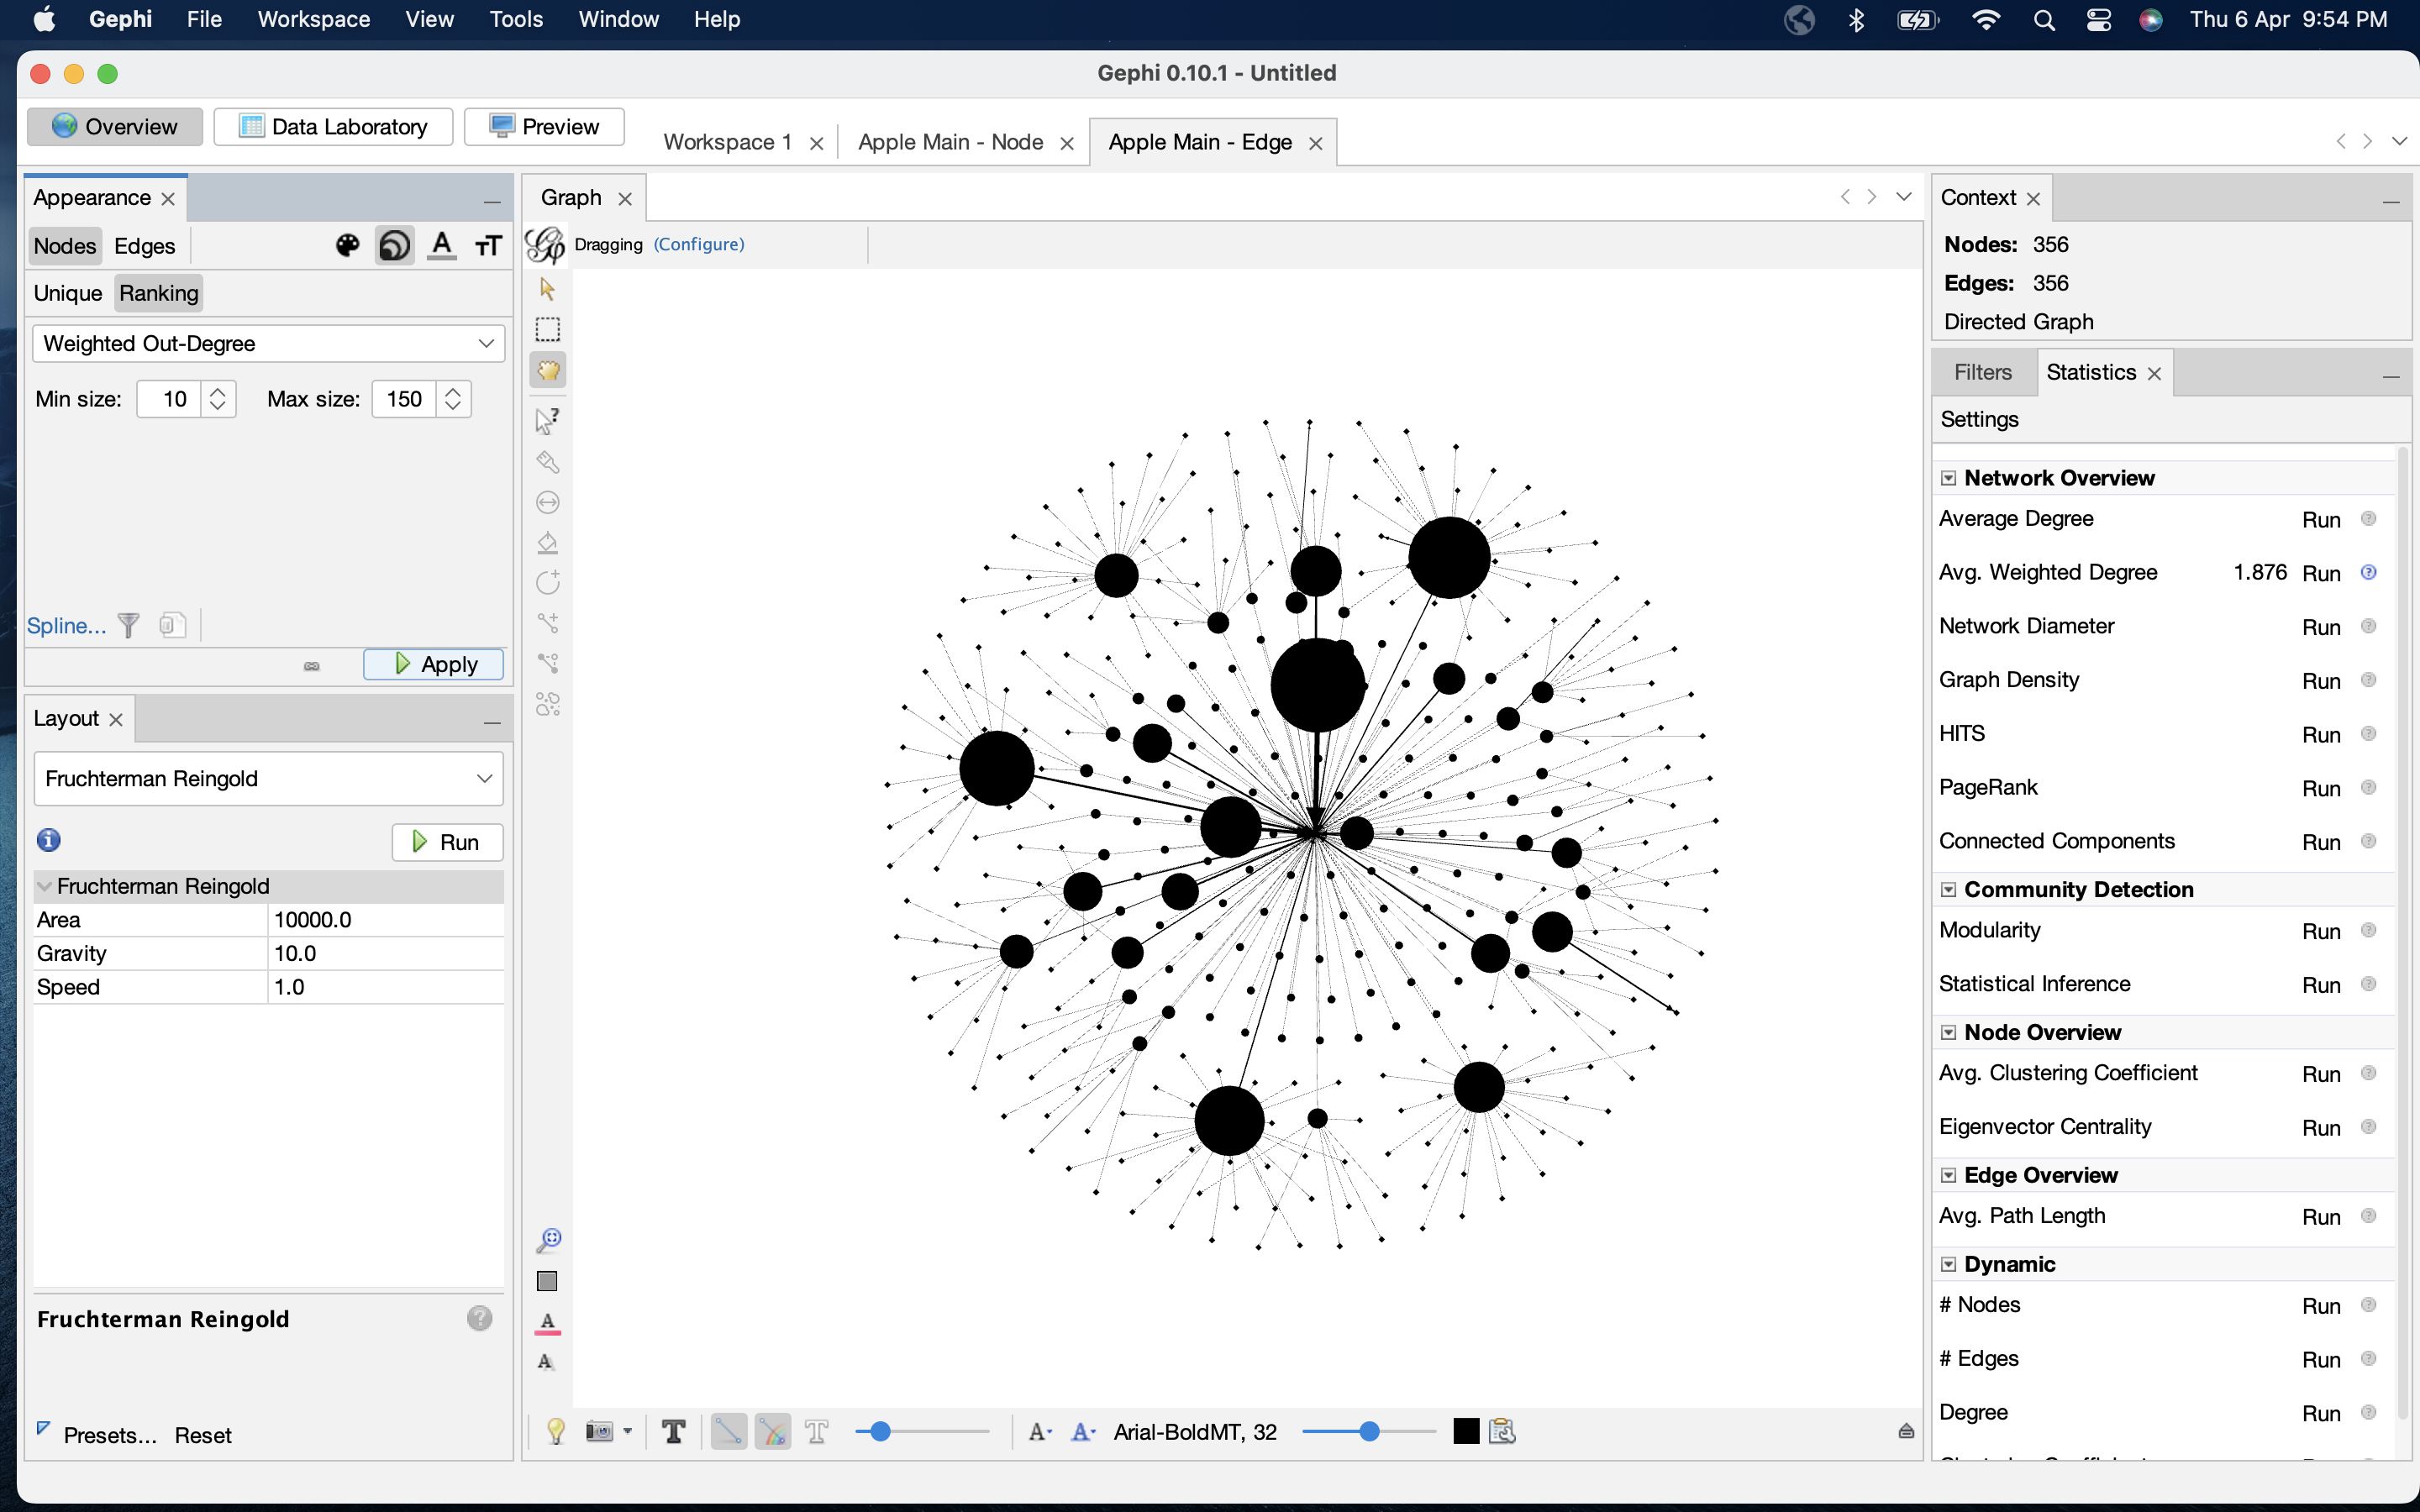 Gephi File Workspace View Tools Window Help Thu 6 Apr 9:54 PM
Gephi 0.10.1 - Untitled
Overview Data Laboratory Preview Workspace 1 Apple Main - Node Apple Main - Edge
Appearance
Nodes Edges
Unique Ranking
Weighted Out-Degree
Min size: 10 Max size: 150
Spline...
Apply
Layout
Fruchterman Reingold
Run
Fruchterman Reingold
Area 10000.0
Gravity 10.0
Speed 1.0
Fruchterman Reingold
Presets... Reset
Graph
Dragging (Configure)
Arial-BoldMT, 32
Context
Nodes: 356
Edges: 356
Directed Graph
Filters Statistics
Settings
Network Overview
Average Degree Run
Avg. Weighted Degree 1.876 Run
Network Diameter Run
Graph Density Run
HITS Run
PageRank Run
Connected Components Run
Community Detection
Modularity Run
Statistical Inference Run
Node Overview
Avg. Clustering Coefficient Run
Eigenvector Centrality Run
Edge Overview
Avg. Path Length Run
Dynamic
# Nodes Run
# Edges Run
Degree Run